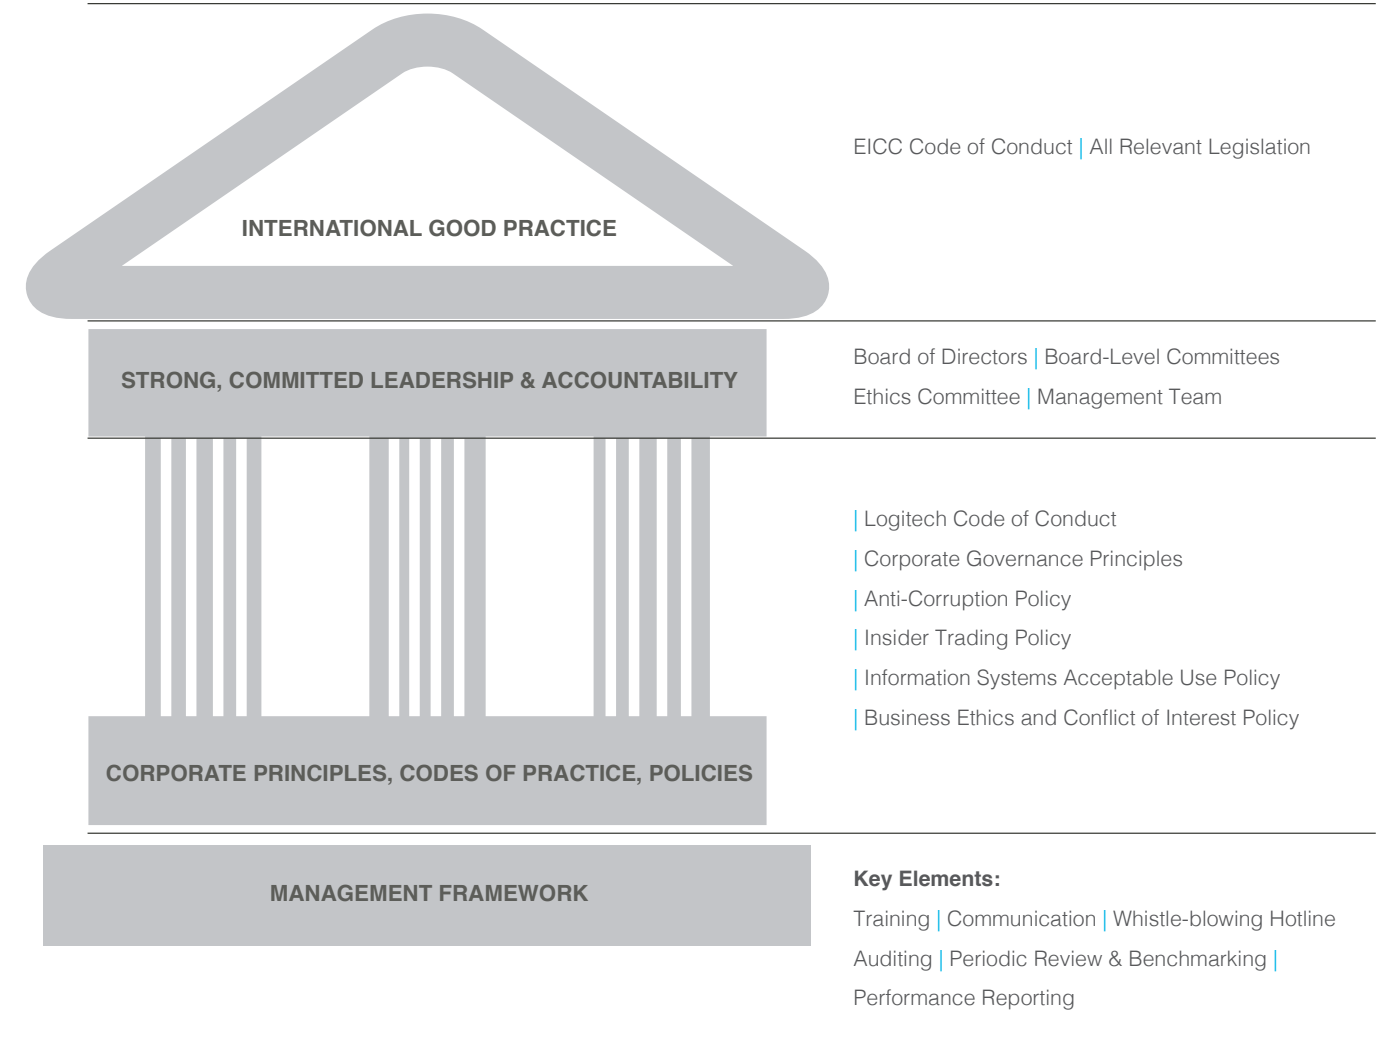 EICC Code of Conduct | All Relevant Legislation
INTERNATIONAL GOOD PRACTICE
STRONG, COMMITTED LEADERSHIP & ACCOUNTABILITY
Board of Directors | Board-Level Committees
Ethics Committee | Management Team
| Logitech Code of Conduct
| Corporate Governance Principles
| Anti-Corruption Policy
| Insider Trading Policy
| Information Systems Acceptable Use Policy
| Business Ethics and Conflict of Interest Policy
CORPORATE PRINCIPLES, CODES OF PRACTICE, POLICIES
MANAGEMENT FRAMEWORK
Key Elements:
Training | Communication | Whistle-blowing Hotline
Auditing | Periodic Review & Benchmarking |
Performance Reporting